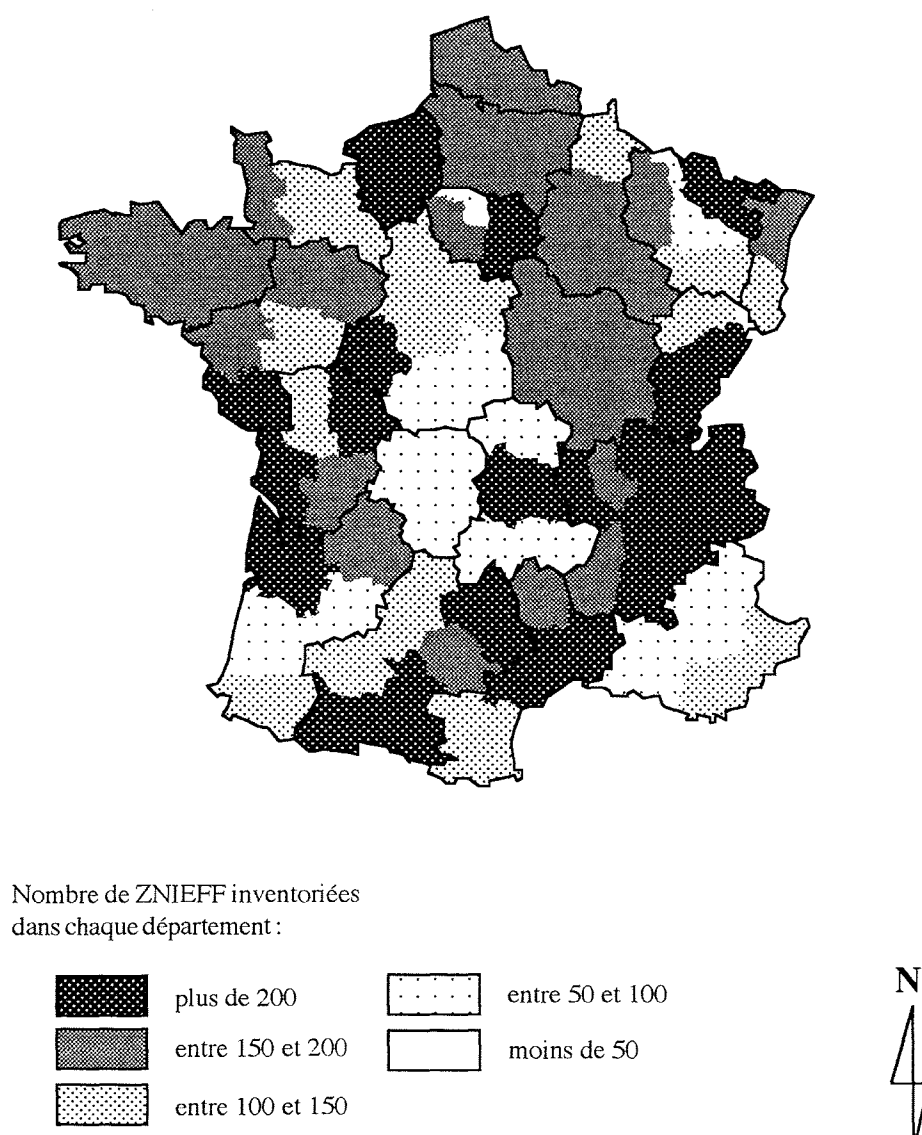 Nombre de ZNIEFF inventoriées
dans chaque département :
plus de 200
entre 150 et 200
entre 100 et 150
entre 50 et 100
moins de 50
N